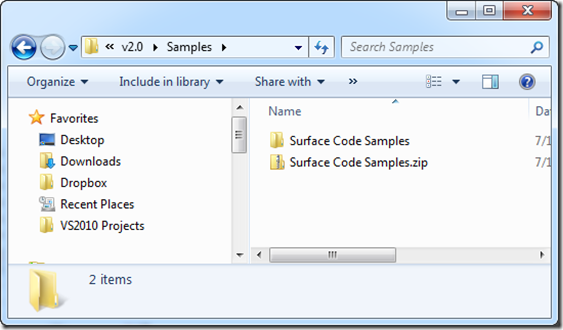 « v2.0 Samples Search Samples
Organize Include in library Share with »
Favorites
Desktop
Downloads
Dropbox
Recent Places
VS2010 Projects
Name Da
Surface Code Samples 7/1
Surface Code Samples.zip 7/1
2 items